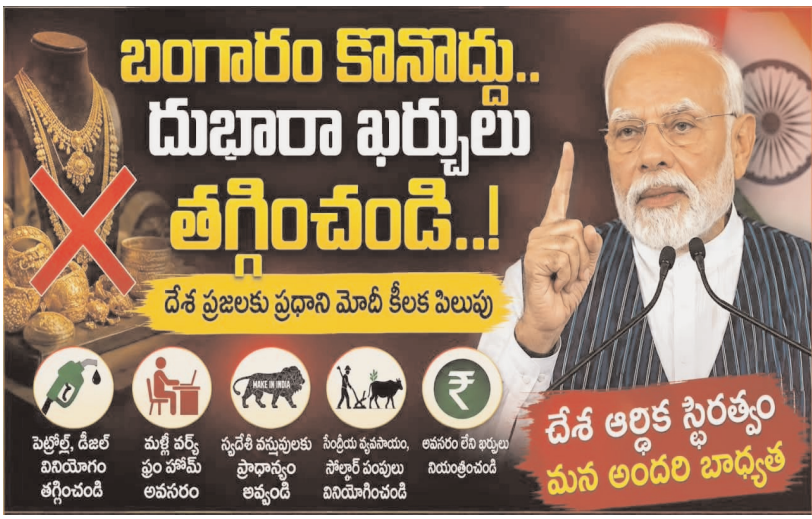 బంగారం కొనొద్దు..
దుభారా ఖర్చులు
తగ్గించండి..!
దేశ ప్రజలకు ప్రధాని మోదీ కీలక పిలుపు
MAKE IN INDIA
₹
పెట్రోల్, డీజల్
వినియోగం
తగ్గించండి
మళ్లీ వర్క్
ఫ్రం హోమ్
అవసరం
స్వదేశీ వస్తువులకు
ప్రాధాన్యం
అవ్వండి
సేంద్రీయ వ్యవసాయం,
సోల్తార్ పంపులు
వినియోగించండి
అవసరం లేని ఖర్చులు
నియంత్రించండి
చేశ ఆర్థిక స్టిరత్వం
మన అందరి బాధ్యత